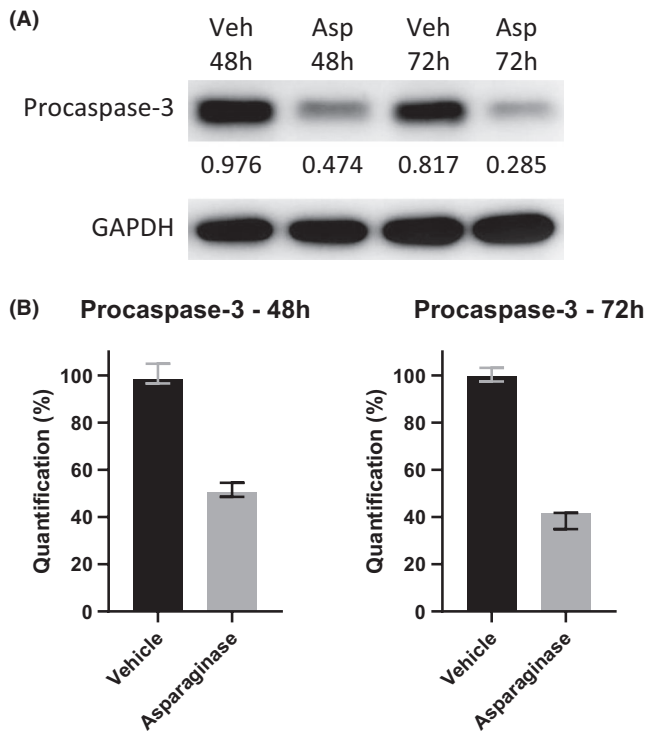 (A)
Veh Asp Veh Asp
48h 48h 72h 72h
Procaspase-3
0.976 0.474 0.817 0.285
GAPDH
(B) Procaspase-3 - 48h
Quantification (%)
100
80
60
40
20
0
Vehicle
Asparaginase
Procaspase-3 - 72h
Quantification (%)
100
80
60
40
20
0
Vehicle
Asparaginase